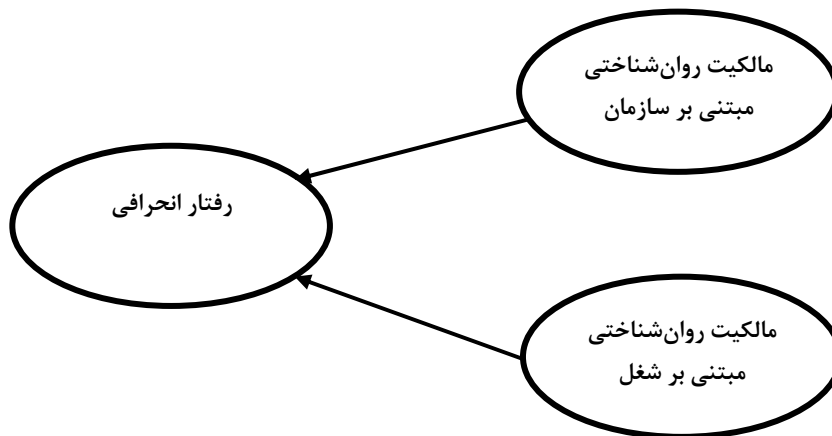 مالکیت روان‌شناختی
مبتنی بر سازمان
رفتار انحرافی
مالکیت روان‌شناختی
مبتنی بر شغل